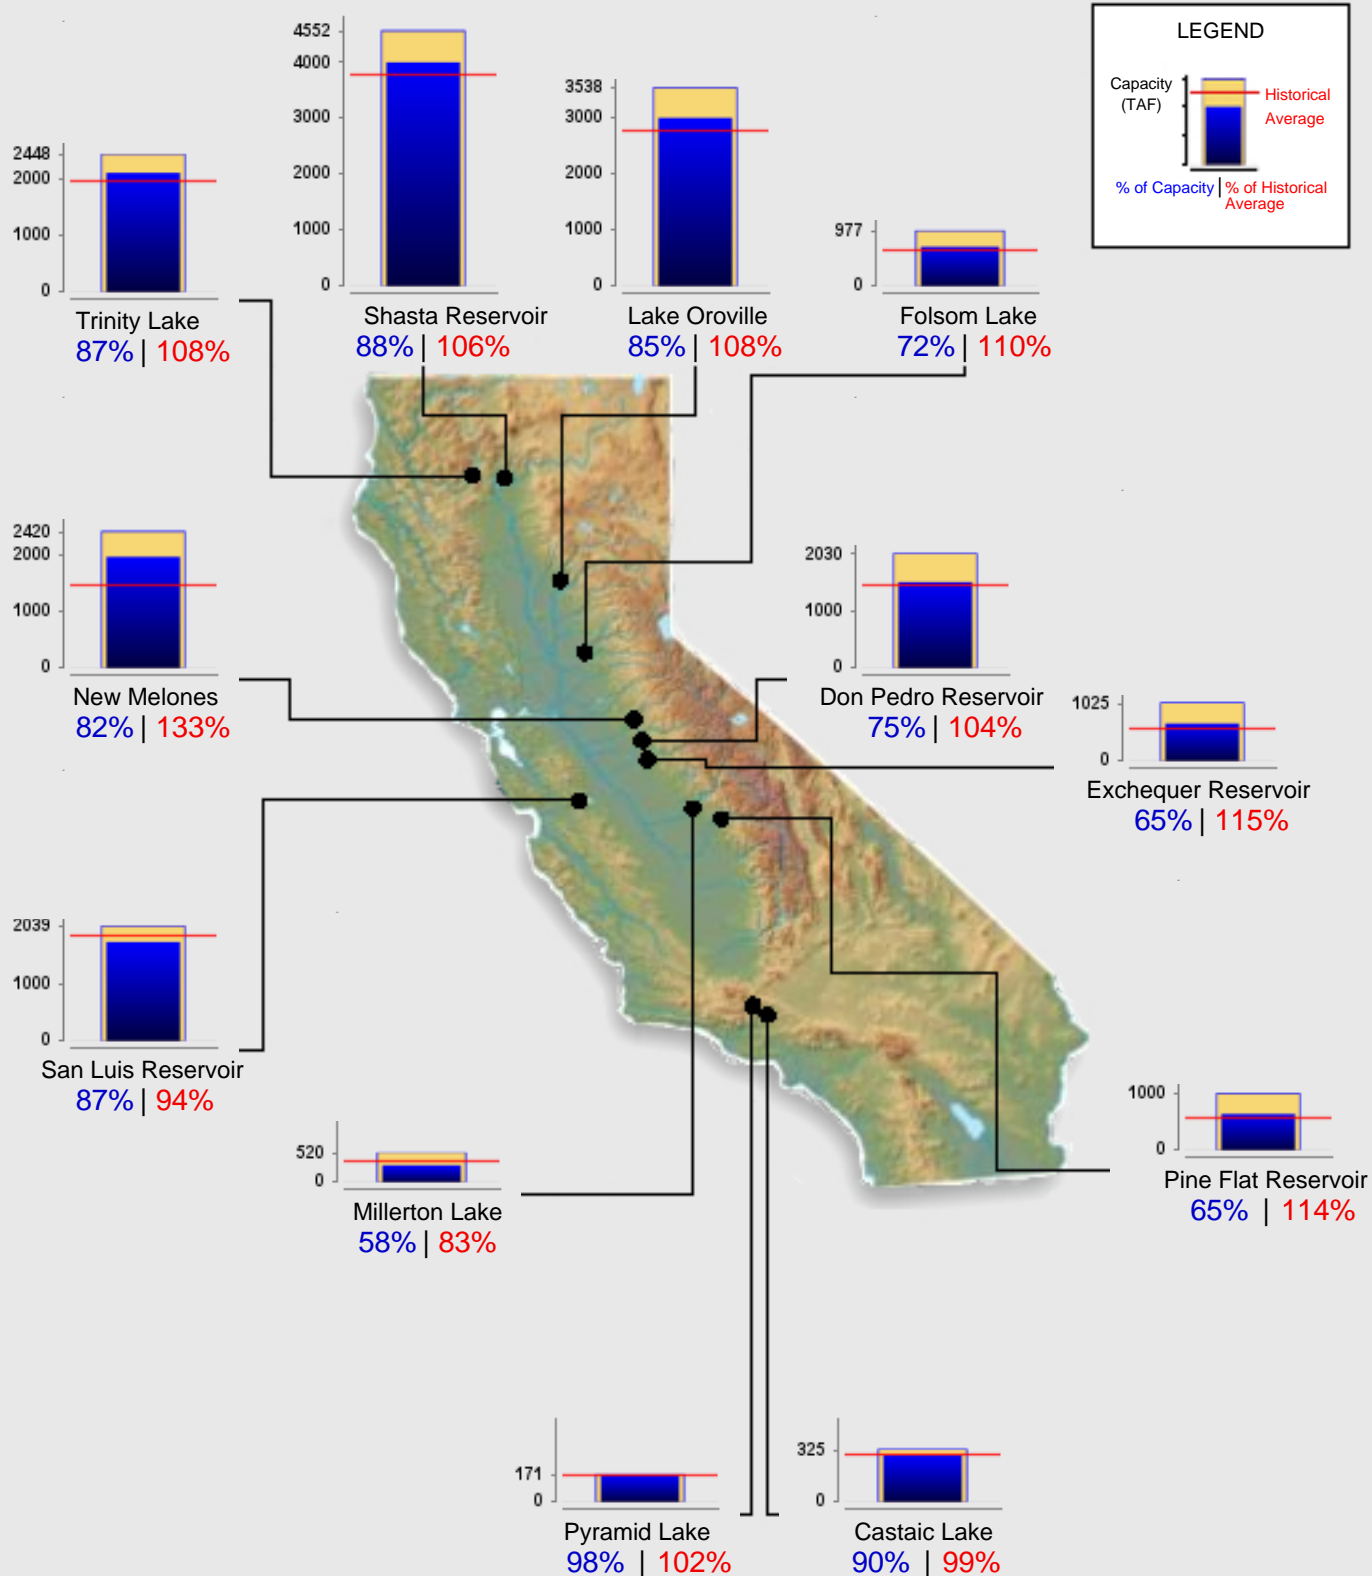 LEGEND
Capacity
(TAF)
Historical
Average
% of Capacity | % of Historical
Average
4552
4000
3000
2000
1000
0
Shasta Reservoir
88% | 106%
3538
3000
2000
1000
0
Lake Oroville
85% | 108%
2448
2000
1000
0
Trinity Lake
87% | 108%
977
0
Folsom Lake
72% | 110%
2420
2000
1000
0
New Melones
82% | 133%
2030
1000
0
Don Pedro Reservoir
75% | 104%
1025
0
Exchequer Reservoir
65% | 115%
2039
1000
0
San Luis Reservoir
87% | 94%
520
0
Millerton Lake
58% | 83%
1000
0
Pine Flat Reservoir
65% | 114%
171
0
Pyramid Lake
98% | 102%
325
0
Castaic Lake
90% | 99%